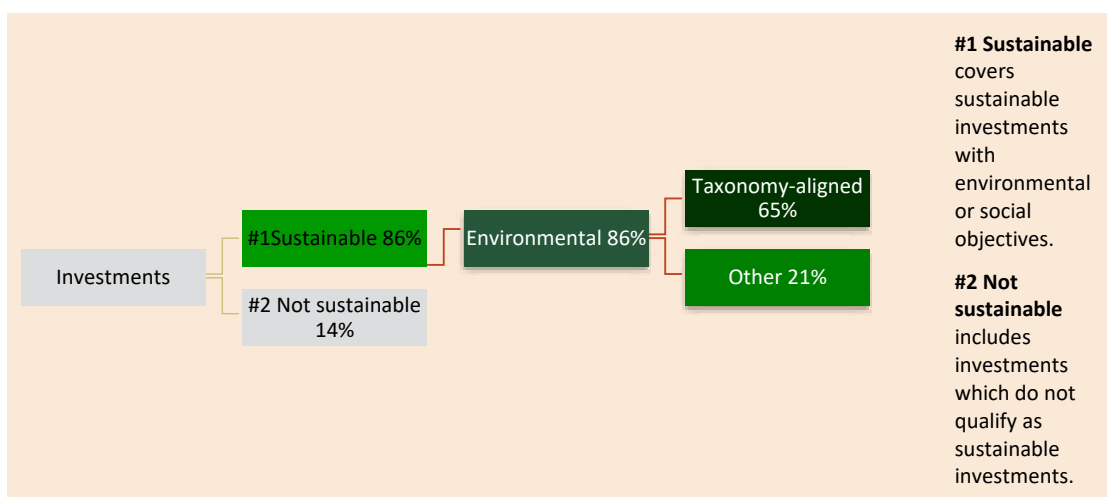 Investments
#1Sustainable 86%
#2 Not sustainable
14%
Environmental 86%
Taxonomy-aligned
65%
Other 21%
#1 Sustainable
covers
sustainable
investments
with
environmental
or social
objectives.
#2 Not
sustainable
includes
investments
which do not
qualify as
sustainable
investments.